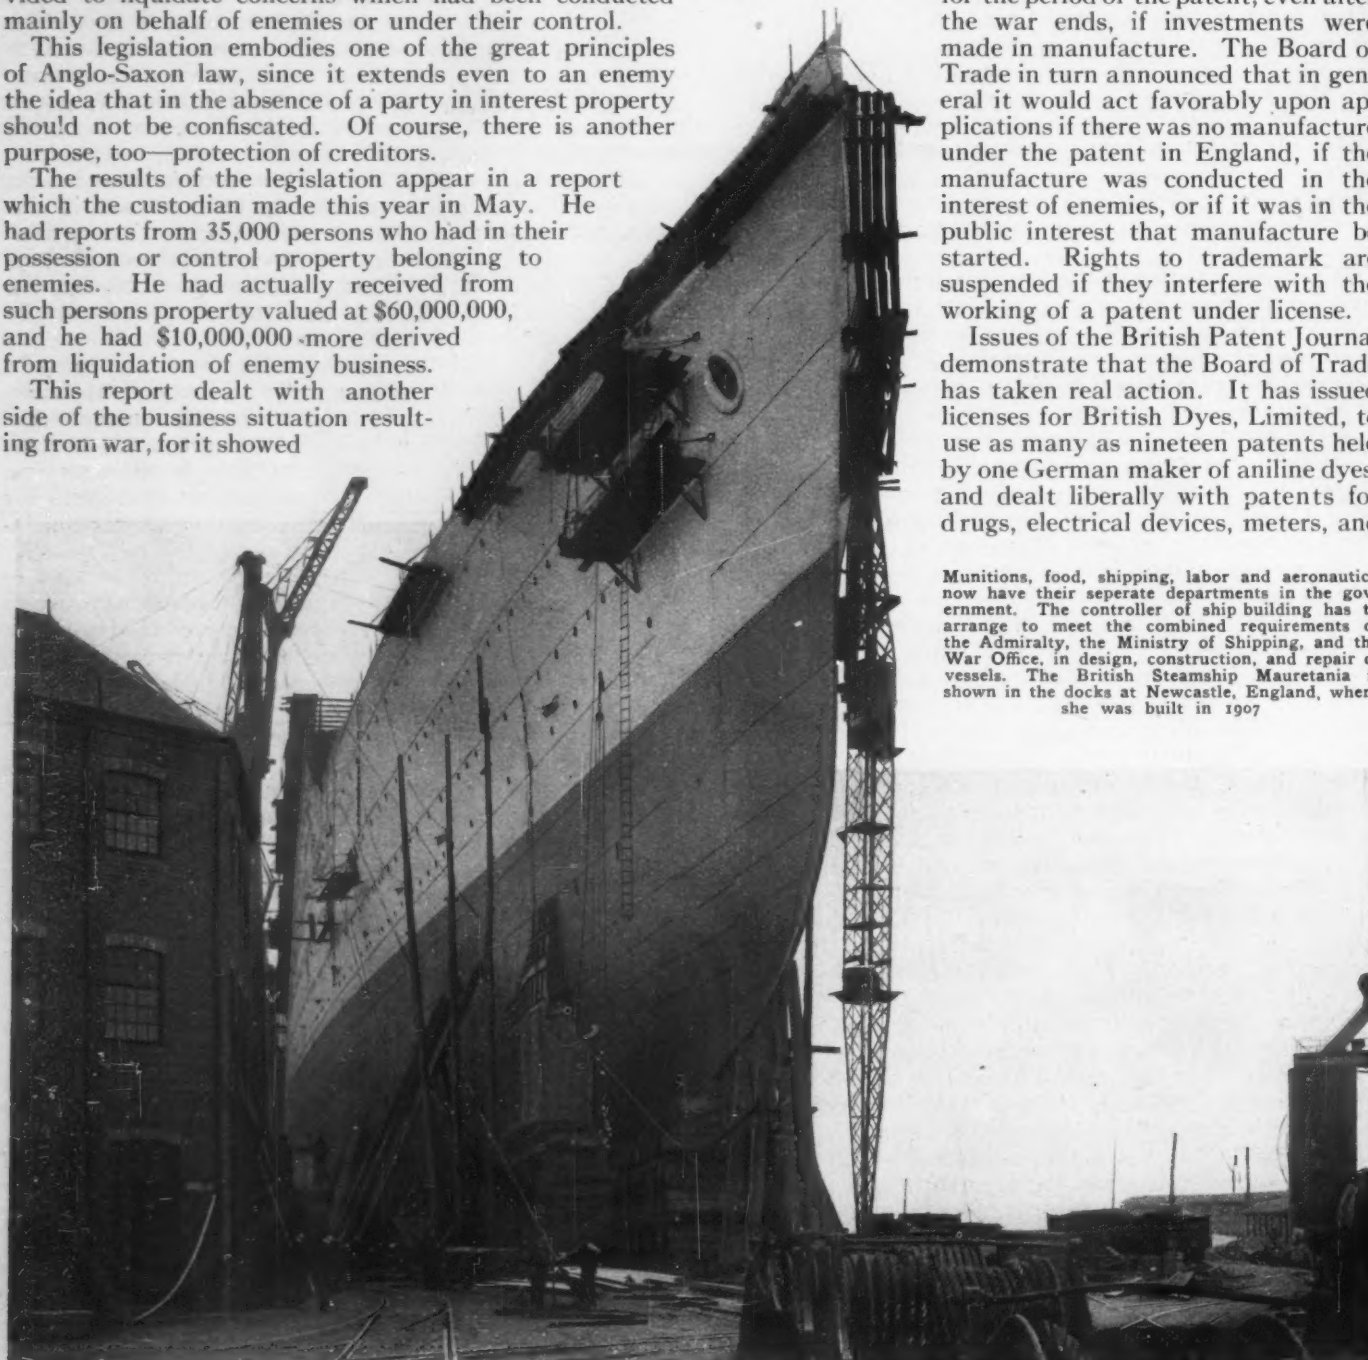 mainly on behalf of enemies or under their control.
This legislation embodies one of the great principles
of Anglo-Saxon law, since it extends even to an enemy
the idea that in the absence of a party in interest property
should not be confiscated. Of course, there is another
purpose, too—protection of creditors.
The results of the legislation appear in a report
which the custodian made this year in May. He
had reports from 35,000 persons who had in their
possession or control property belonging to
enemies. He had actually received from
such persons property valued at $60,000,000,
and he had $10,000,000 more derived
from liquidation of enemy business.
This report dealt with another
side of the business situation result-
ing from war, for it showed
the war ends, if investments were
made in manufacture. The Board o
Trade in turn announced that in gen
eral it would act favorably upon ap
plications if there was no manufacture
under the patent in England, if the
manufacture was conducted in the
interest of enemies, or if it was in the
public interest that manufacture be
started. Rights to trademark are
suspended if they interfere with the
working of a patent under license.
Issues of the British Patent Journa
demonstrate that the Board of Trad
has taken real action. It has issued
licenses for British Dyes, Limited, t
use as many as nineteen patents held
by one German maker of aniline dyes
and dealt liberally with patents fo
drugs, electrical devices, meters, and
Munitions, food, shipping, labor and aeronautic
now have their seperate departments in the gov
ernment. The controller of ship building has t
arrange to meet the combined requirements o
the Admiralty, the Ministry of Shipping, and th
War Office, in design, construction, and repair o
vessels. The British Steamship Mauretania
shown in the docks at Newcastle, England, wher
she was built in 1907